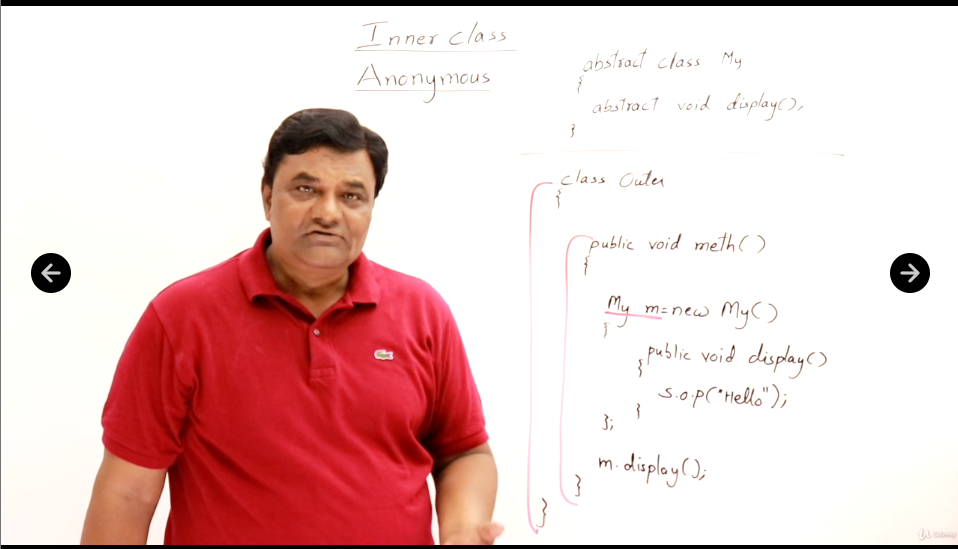 Inner class
Anonymous
abstract class My
{
abstract void display();
}
class Outer
{
public void meth()
{
My m=new My()
{
public void display()
{
S.o.p("Hello");
}
};
m.display();
}
}
Udemy